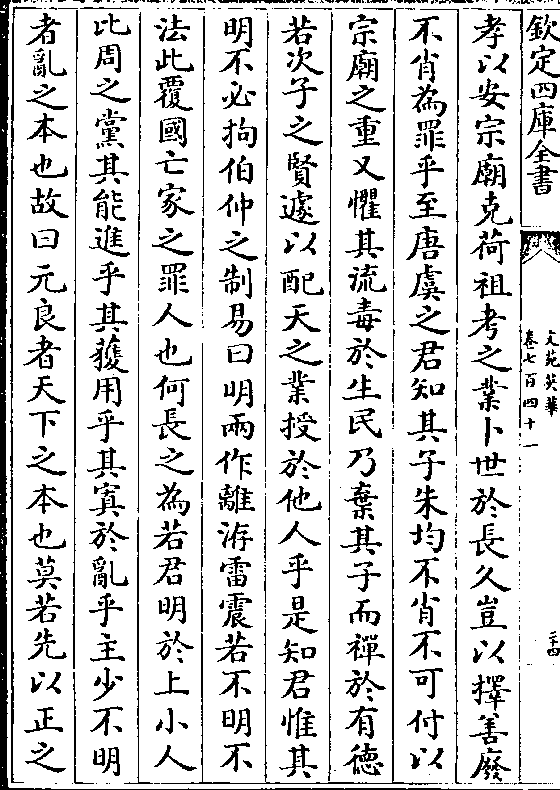 欽定四庫全書
文苑英華
卷七百四十一
三十四
孝以安宗廟克荷祖考之業卜世於長久豈以擇善廢
不肖為罪乎至唐虞之君知其子朱均不肖不可付以
宗廟之重又懼其流毒於生民乃棄其子而禪於有德
若次子之賢遽以配天之業授於他人乎是知君惟其
明不必拘伯仲之制易曰明兩作離洊雷震若不明不
法此覆國亡家之罪人也何長之為若君明於上小人
比周之黨其能進乎其獲用乎其寘於亂乎主少不明
者亂之本也故曰元良者天下之本也莫若先以正之